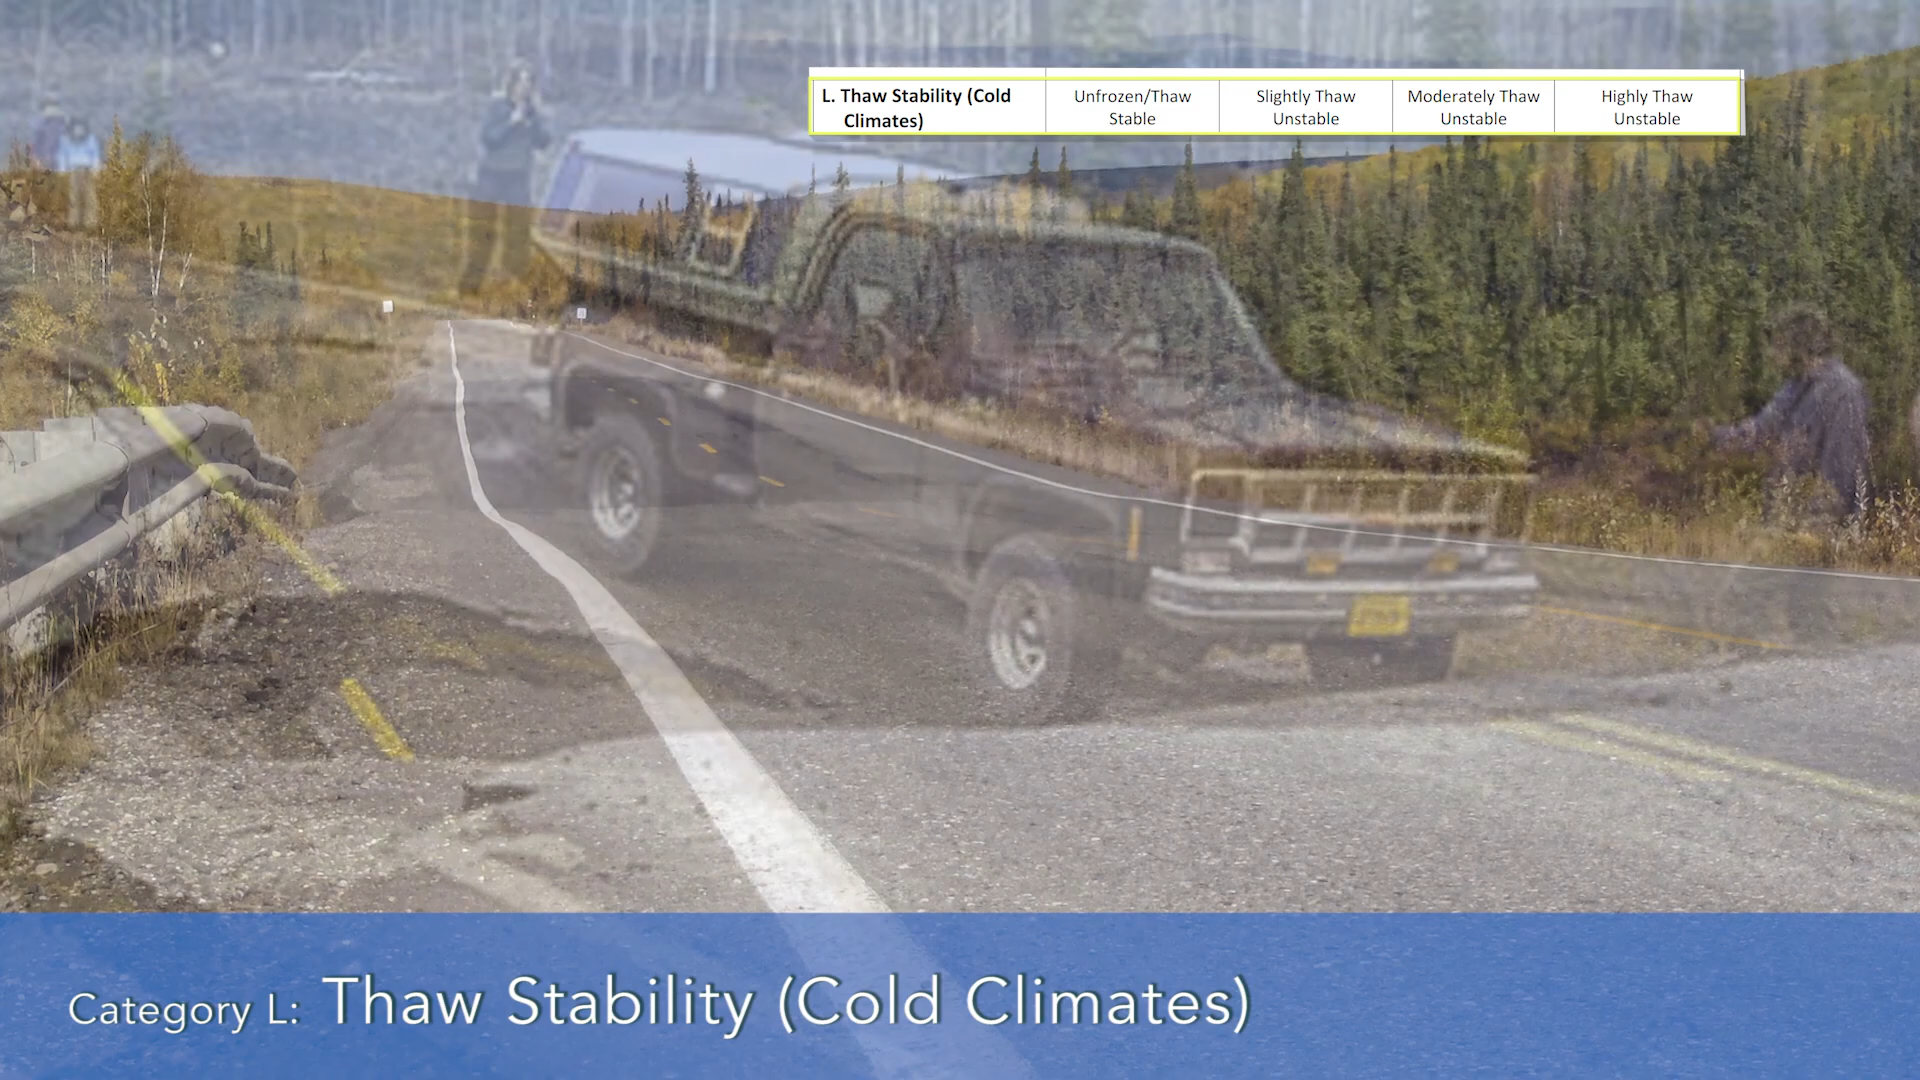 L. Thaw Stability (Cold
Climates)
Unfrozen/Thaw
Stable
Slightly Thaw
Unstable
Moderately Thaw
Unstable
Highly Thaw
Unstable
Category L: Thaw Stability (Cold Climates)